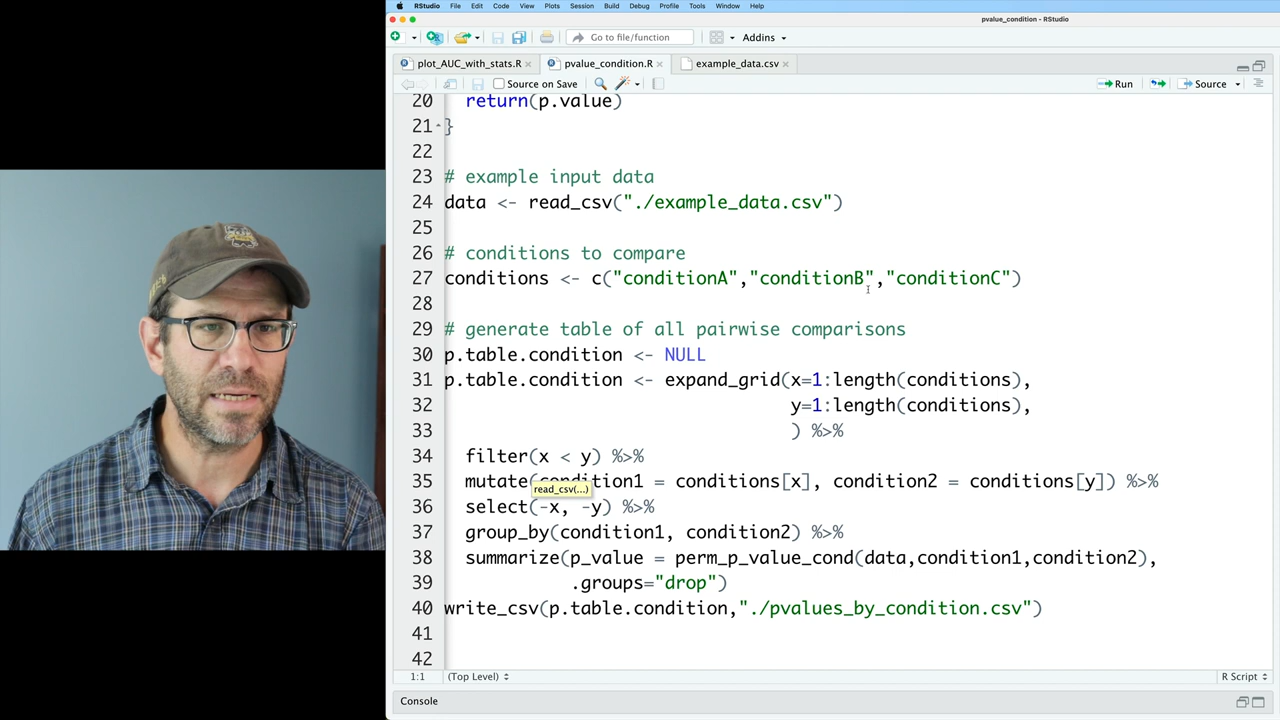 RStudio File Edit Code View Plots Session Build Debug Profile Tools Window Help
pvalue_condition - RStudio
Go to file/function Addins
plot_AUC_with_stats.R pvalue_condition.R example_data.csv
Source on Save Run Source
20 return(p.value)
21 }
22
23 # example input data
24 data <- read_csv("./example_data.csv")
25
26 # conditions to compare
27 conditions <- c("conditionA","conditionB","conditionC")
28
29 # generate table of all pairwise comparisons
30 p.table.condition <- NULL
31 p.table.condition <- expand_grid(x=1:length(conditions),
32 y=1:length(conditions),
33 ) %>%
34 filter(x < y) %>%
35 mutate(condition1 = conditions[x], condition2 = conditions[y]) %>%
read_csv(...)
36 select(-x, -y) %>%
37 group_by(condition1, condition2) %>%
38 summarize(p_value = perm_p_value_cond(data,condition1,condition2),
39 .groups="drop")
40 write_csv(p.table.condition,"./pvalues_by_condition.csv")
41
42
1:1 (Top Level) R Script
Console